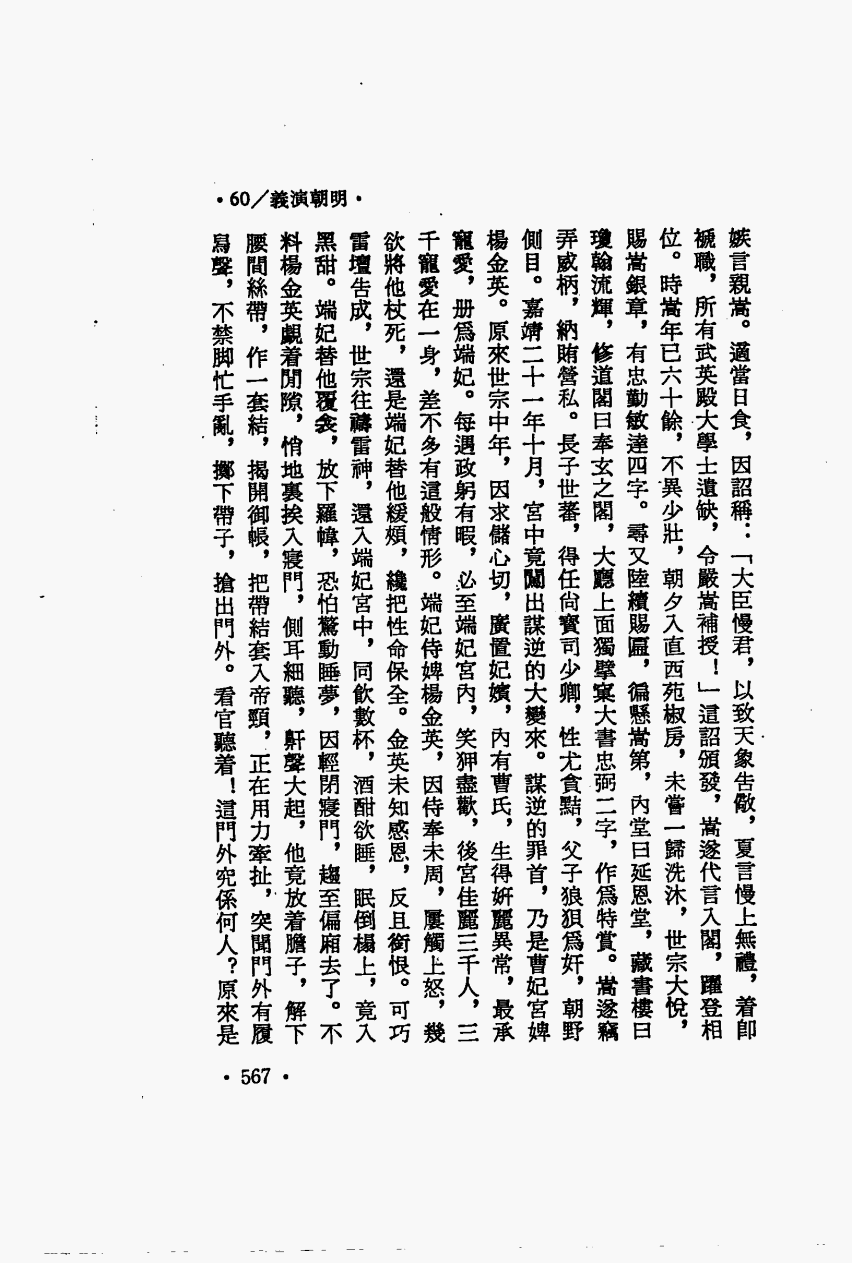 ·60／義演朝明·
嫉言親嵩。適當日食，因詔稱：「大臣慢君，以致天象告儆，夏言慢上無禮，着卽
褫職，所有武英殿大學士遺缺，令嚴嵩補授！」這詔頒發，嵩遂代言入閣，躍登相
位。時嵩年已六十餘，不異少壯，朝夕入直西苑椒房，未嘗一歸洗沐，世宗大悅，
賜嵩銀章，有忠勤敏達四字。尋又陸續賜匾，徧懸嵩第，內堂曰延恩堂，藏書樓曰
瓊翰流輝，修道閣曰奉玄之閣，大廳上面獨擘窠大書忠弼二字，作爲特賞。嵩遂竊
弄威柄，納賄營私。長子世蕃，得任尙寶司少卿，性尤貪黠，父子狼狽爲奸，朝野
側目。嘉靖二十一年十月，宮中竟鬧出謀逆的大變來。謀逆的罪首，乃是曹妃宮婢
楊金英。原來世宗中年，因求儲心切，廣置妃嬪，內有曹氏，生得姸麗異常，最承
寵愛，册爲端妃。每遇政躬有暇，必至端妃宮內，笑狎盡歡，後宮佳麗三千人，三
千寵愛在一身，差不多有這般情形。端妃侍婢楊金英，因侍奉未周，屢觸上怒，幾
欲將他杖死，還是端妃替他緩頰，纔把性命保全。金英未知感恩，反且銜恨。可巧
雷壇告成，世宗往禱雷神，還入端妃宮中，同飮數杯，酒酣欲睡，眠倒榻上，竟入
黑甜。端妃替他覆衾，放下羅幃，恐怕驚動睡夢，因輕閉寢門，趨至偏廂去了。不
料楊金英覷着閒隙，悄地裏挨入寢門，側耳細聽，鼾聲大起，他竟放着膽子，解下
腰間絲帶，作一套結，揭開御帳，把帶結套入帝頸，正在用力牽扯，突聞門外有履
舃聲，不禁脚忙手亂，擲下帶子，搶出門外。看官聽着！這門外究係何人？原來是
·567·